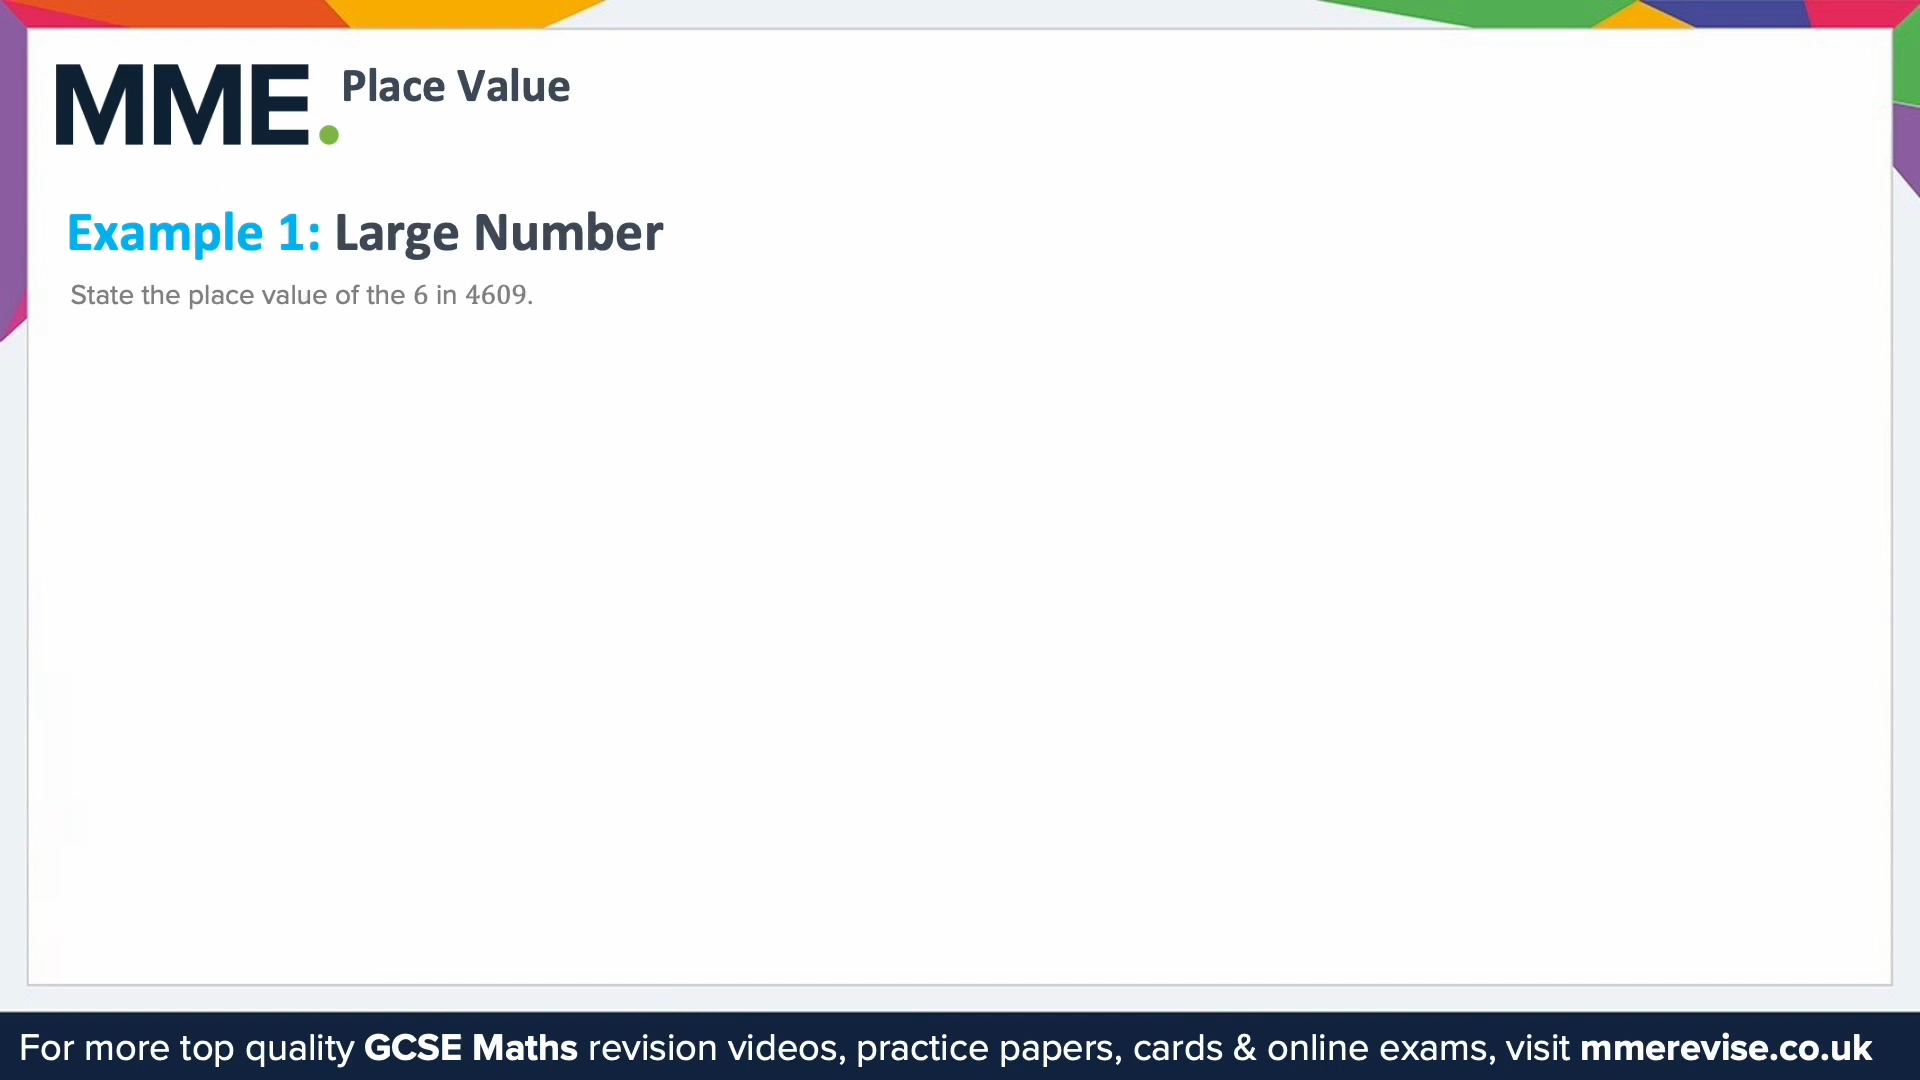 MME. Place Value
Example 1: Large Number
State the place value of the 6 in 4609.
For more top quality GCSE Maths revision videos, practice papers, cards & online exams, visit mmerevise.co.uk